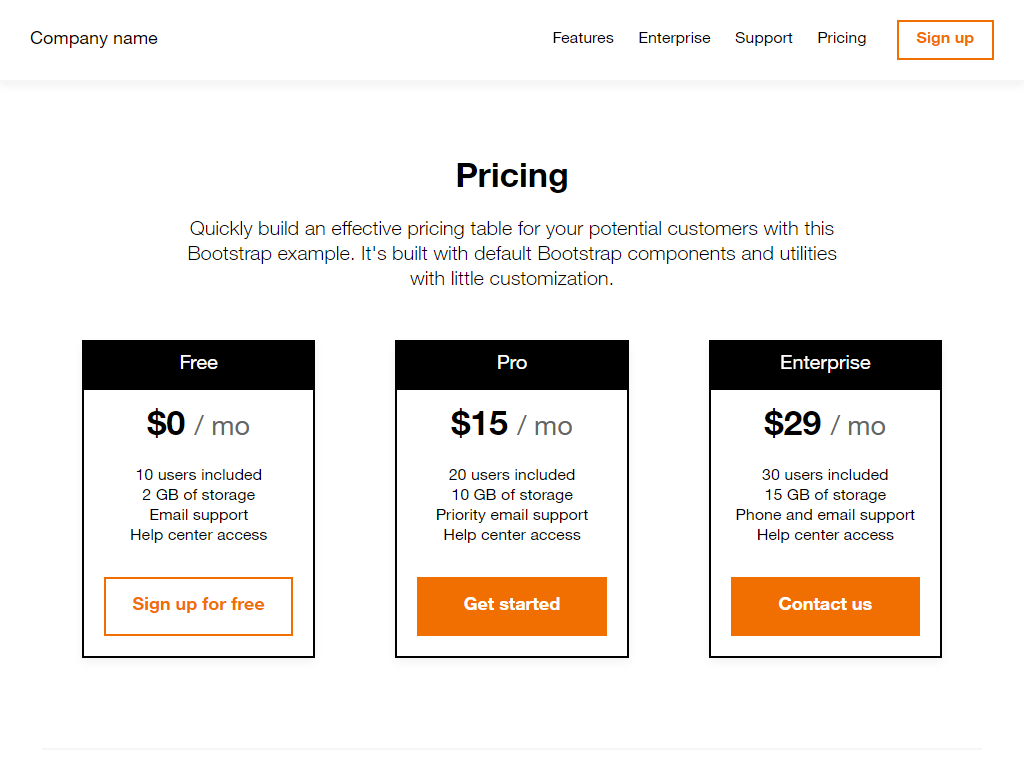 Company name
Features Enterprise Support Pricing Sign up
Pricing
Quickly build an effective pricing table for your potential customers with this
Bootstrap example. It's built with default Bootstrap components and utilities
with little customization.
Free
$0 / mo
10 users included
2 GB of storage
Email support
Help center access
Sign up for free
Pro
$15 / mo
20 users included
10 GB of storage
Priority email support
Help center access
Get started
Enterprise
$29 / mo
30 users included
15 GB of storage
Phone and email support
Help center access
Contact us